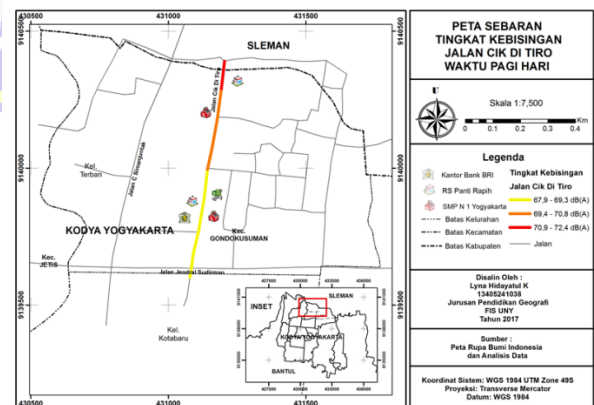 PETA SEBARAN
TINGKAT KEBISINGAN
JALAN CIK DI TIRO
WAKTU PAGI HARI
U
Skala 1:7,500
Km
0 0.1 0.2 0.3 0.4
Legenda
Kantor Bank BRI
RS Panti Rapih
SMP N 1 Yogyakarta
Batas Kelurahan
Batas Kecamatan
Batas Kabupaten
Tingkat Kebisingan
Jalan Cik Di Tiro
67,9 - 69,3 dB(A)
69,4 - 70,8 dB(A)
70,9 - 72,4 dB(A)
Jalan
Disalin Oleh :
Lyna Hidayatul K
13405241038
Jurusan Pendidikan Geografi
FIS UNY
Tahun 2017
Sumber :
Peta Rupa Bumi Indonesia
dan Analisis Data
Koordinat Sistem: WGS 1984 UTM Zone 49S
Proyeksi: Transverse Mercator
Datum: WGS 1984
430500 431000 431500
9140500
9140500
SLEMAN
Jalan Cik Di Tiro
Jalan C Simanjuntak
Kel.
Terban
9140000
9140000
KODYA YOGYAKARTA
Kec.
GONDOKUSUMAN
Kec.
JETIS
Jalan Jendral Sudirman
9139500
9139500
Kel.
Kotabaru
INSET
SLEMAN
KODYA YOGYAKARTA
BANTUL
430500 431000 431500